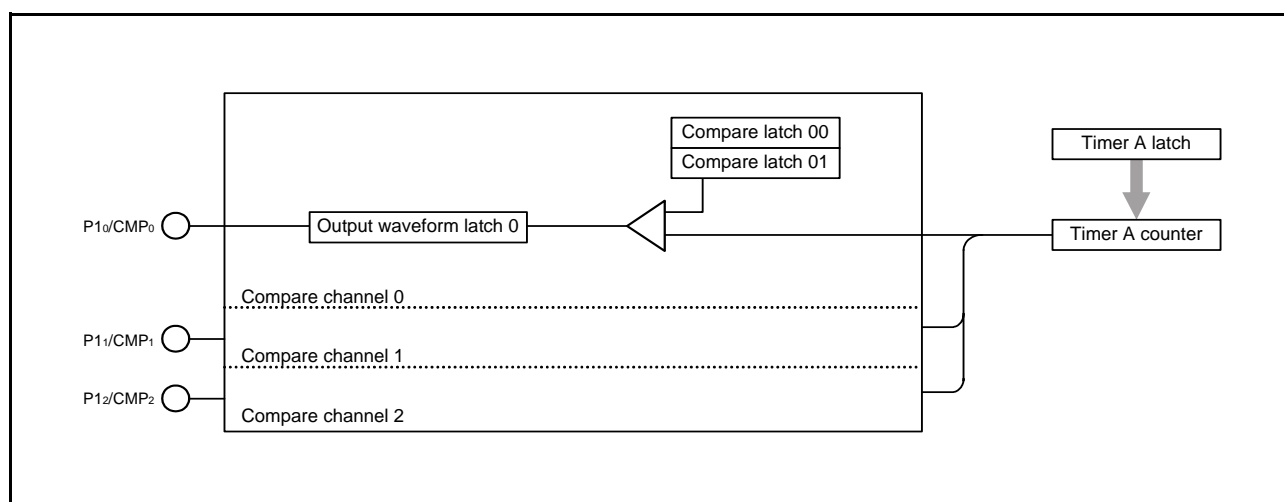 Compare latch 00
Compare latch 01
Timer A latch
P1₀/CMP₀
Output waveform latch 0
Timer A counter
Compare channel 0
P1₁/CMP₁
Compare channel 1
P1₂/CMP₂
Compare channel 2